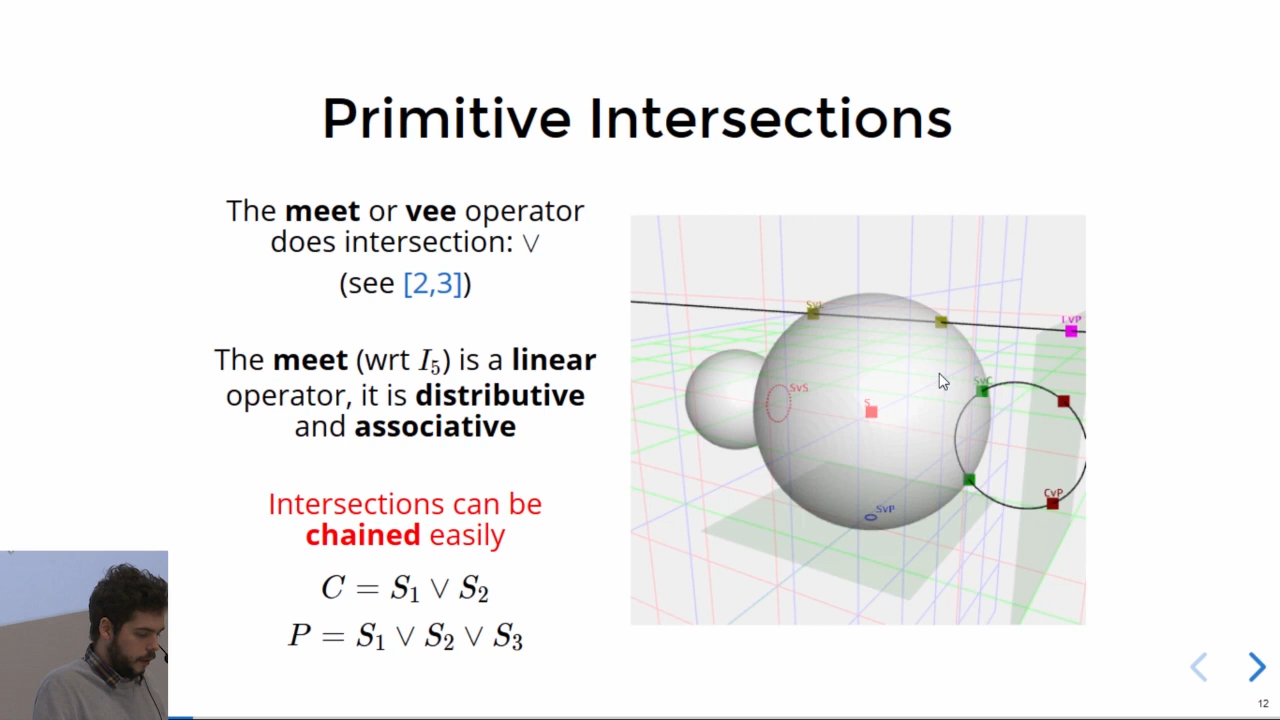 Primitive Intersections
The meet or vee operator
does intersection: ∨
(see [2,3])
The meet (wrt I₅) is a linear
operator, it is distributive
and associative
Intersections can be
chained easily
C = S₁ ∨ S₂
P = S₁ ∨ S₂ ∨ S₃
SvL
LvP
SvC
SvS
S
CvP
SvP
12